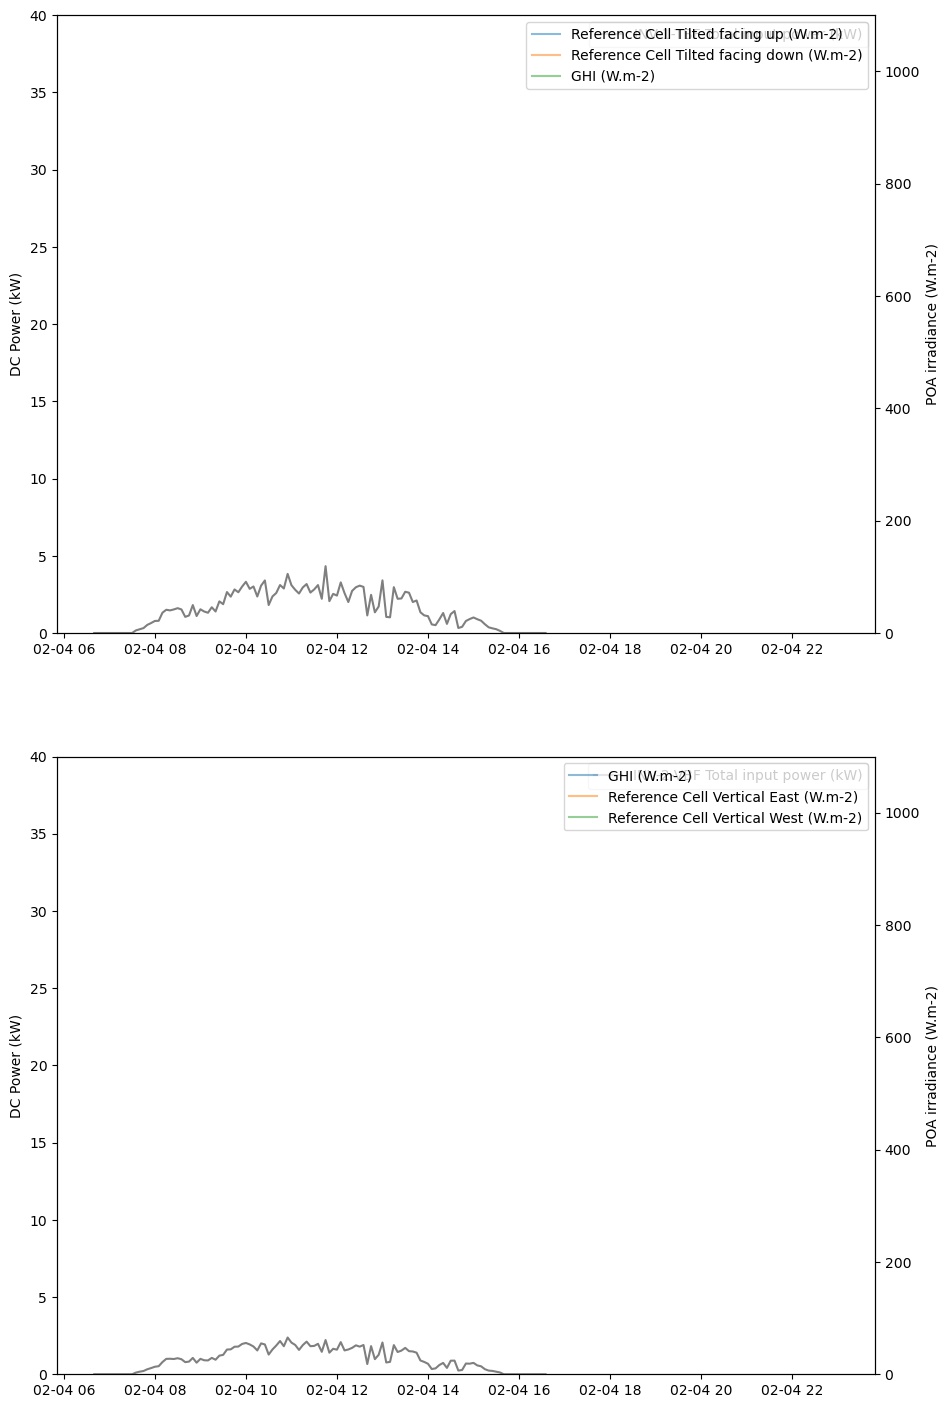 40
35
30
25
20
15
10
5
0
DC Power (kW)
Reference Cell Tilted facing up (W.m-2)
Reference Cell Tilted facing down (W.m-2)
GHI (W.m-2)
1000
800
600
400
200
0
POA irradiance (W.m-2)
02-04 06 02-04 08 02-04 10 02-04 12 02-04 14 02-04 16 02-04 18 02-04 20 02-04 22
40
35
30
25
20
15
10
5
0
DC Power (kW)
Total input power (kW)
GHI (W.m-2)
Reference Cell Vertical East (W.m-2)
Reference Cell Vertical West (W.m-2)
1000
800
600
400
200
0
POA irradiance (W.m-2)
02-04 06 02-04 08 02-04 10 02-04 12 02-04 14 02-04 16 02-04 18 02-04 20 02-04 22